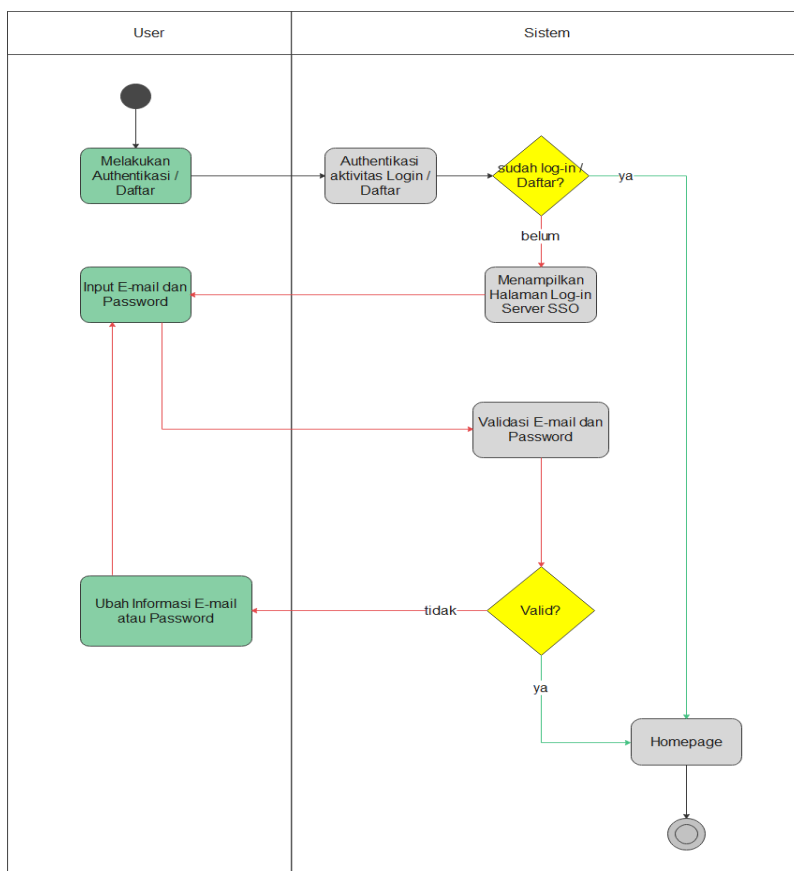 User
Sistem
Melakukan
Authentikasi /
Daftar
Authentikasi
aktivitas Login /
Daftar
sudah log-in /
Daftar?
ya
belum
Input E-mail dan
Password
Menampilkan
Halaman Log-in
Server SSO
Validasi E-mail dan
Password
Ubah Informasi E-mail
atau Password
tidak
Valid?
ya
Homepage